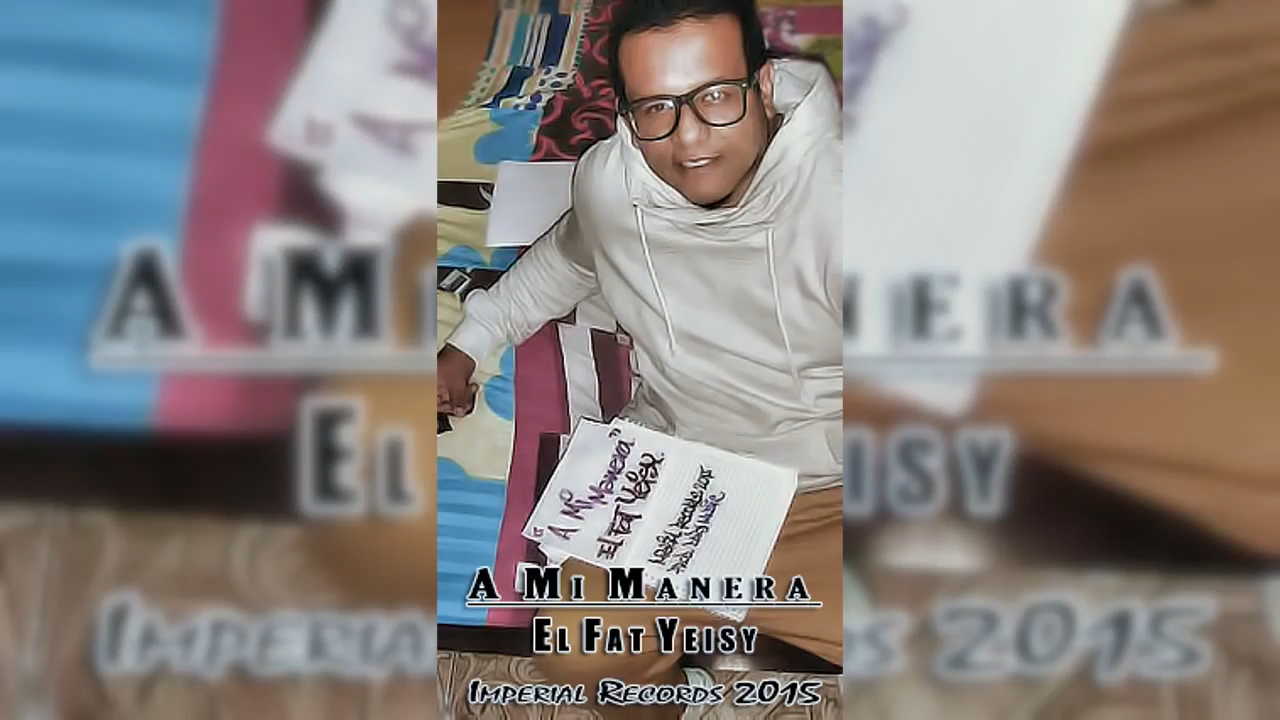 "A Mi Manera"
El Fat Yeisy.
A Mi Manera
El Fat Yeisy
Imperial Records 2015